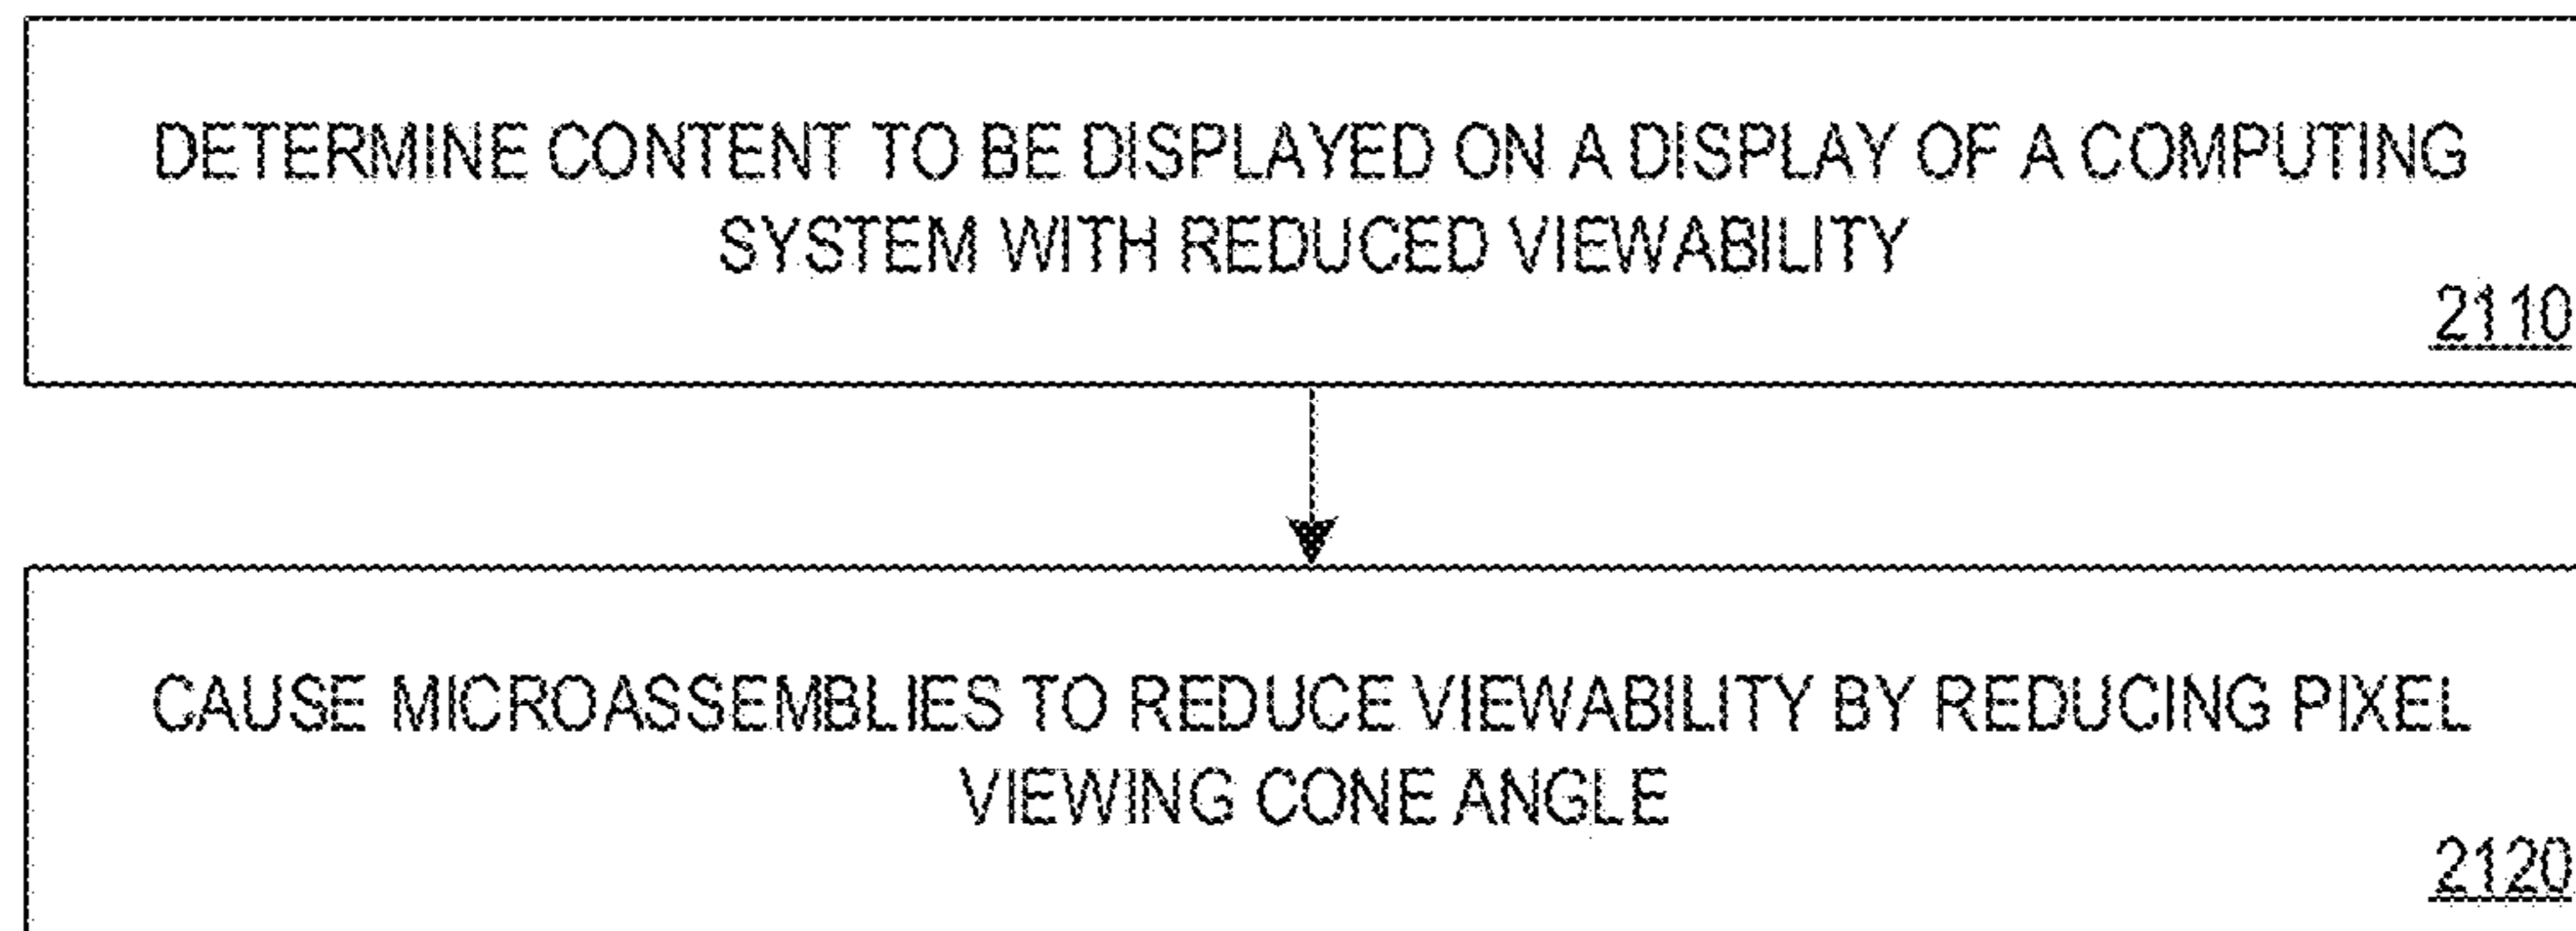 DETERMINE CONTENT TO BE DISPLAYED ON A DISPLAY OF A COMPUTING
SYSTEM WITH REDUCED VIEWABILITY
2110
CAUSE MICROASSEMBLIES TO REDUCE VIEWABILITY BY REDUCING PIXEL
VIEWING CONE ANGLE
2120